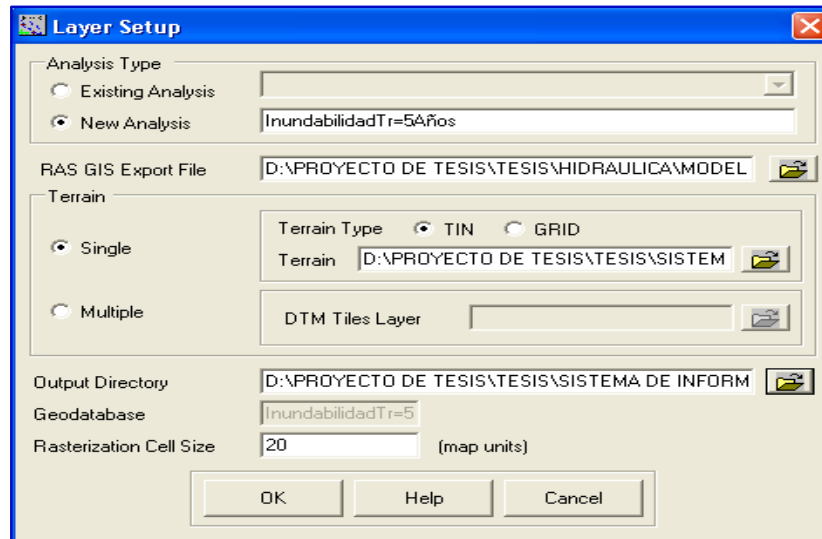 Layer Setup
Analysis Type
Existing Analysis
New Analysis InundabilidadTr=5Años
RAS GIS Export File D:\PROYECTO DE TESIS\TESIS\HIDRAULICA\MODEL
Terrain
Single
Terrain Type TIN GRID
Terrain D:\PROYECTO DE TESIS\TESIS\SISTEM
Multiple
DTM Tiles Layer
Output Directory D:\PROYECTO DE TESIS\TESIS\SISTEMA DE INFORM
Geodatabase InundabilidadTr=5
Rasterization Cell Size 20 (map units)
OK Help Cancel